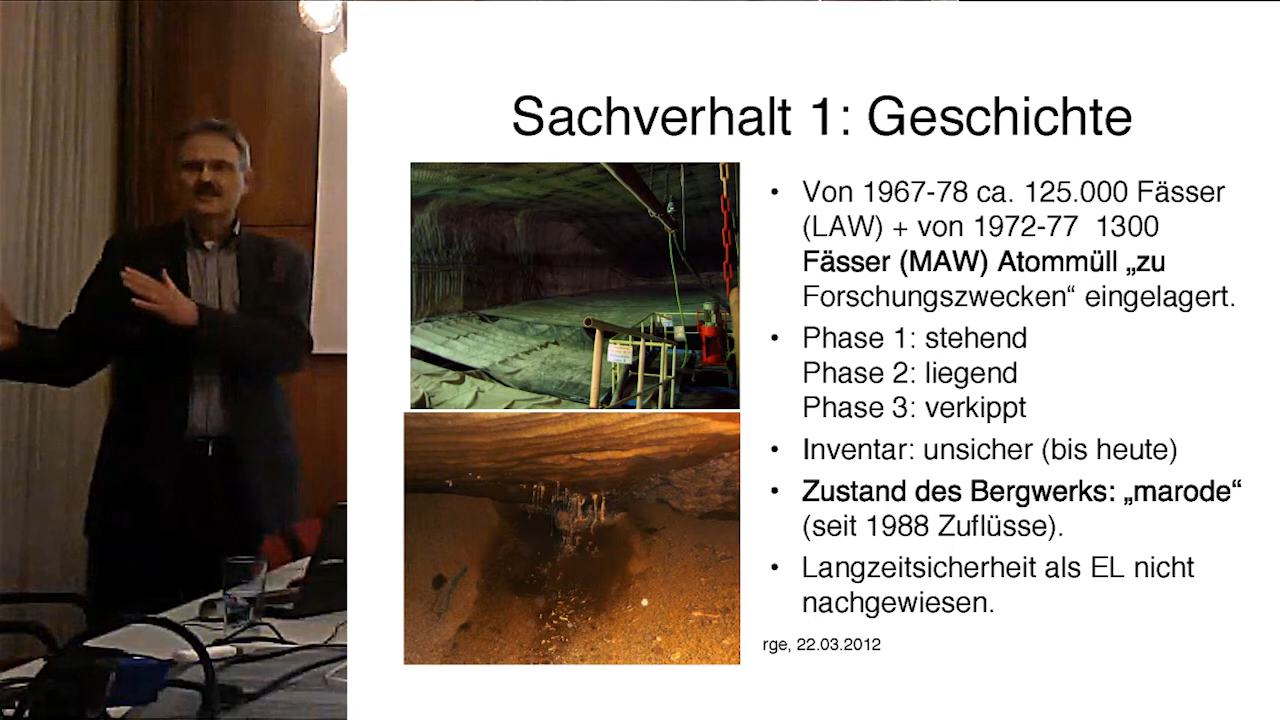 Sachverhalt 1: Geschichte
• Von 1967-78 ca. 125.000 Fässer
(LAW) + von 1972-77 1300
Fässer (MAW) Atommüll „zu
Forschungszwecken“ eingelagert.
• Phase 1: stehend
Phase 2: liegend
Phase 3: verkippt
• Inventar: unsicher (bis heute)
• Zustand des Bergwerks: „marode“
(seit 1988 Zuflüsse).
• Langzeitsicherheit als EL nicht
nachgewiesen.
rge, 22.03.2012